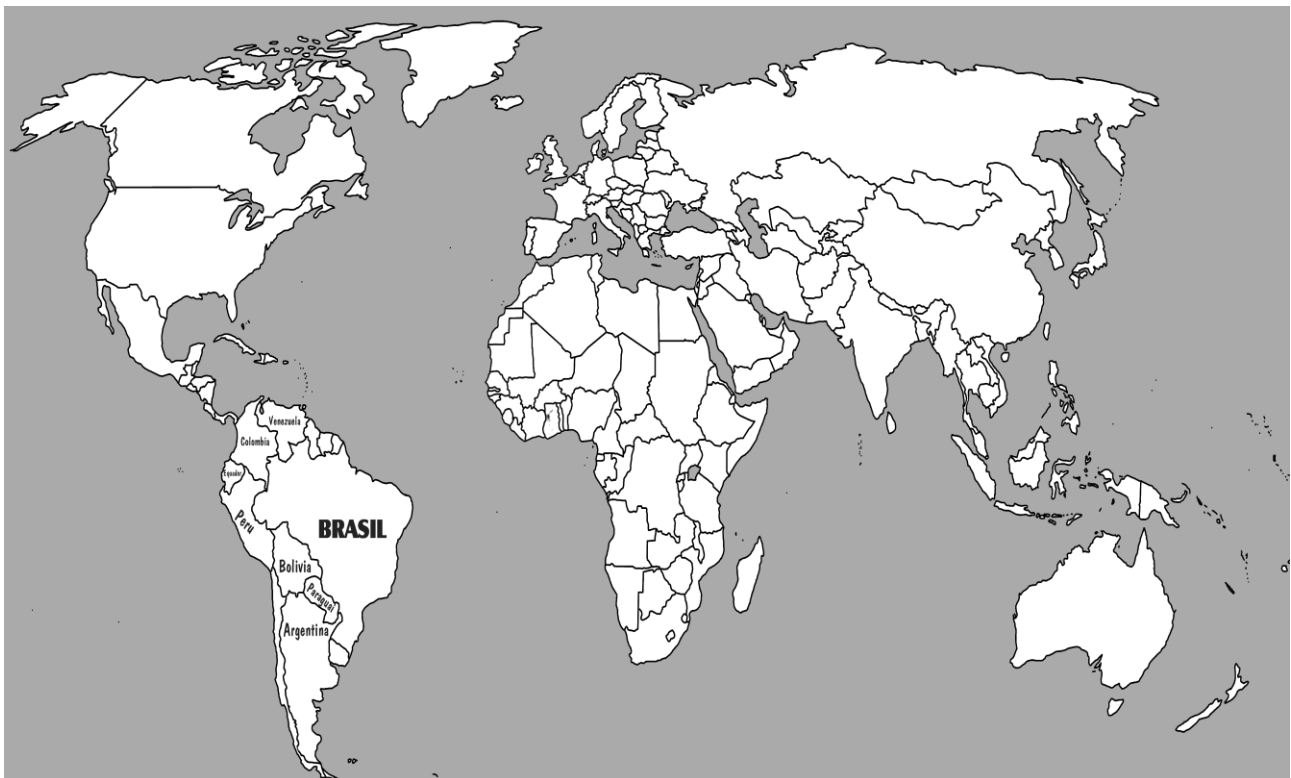 Venezuela
Colombia
Equador
Peru
BRASIL
Bolivia
Paraguai
Argentina